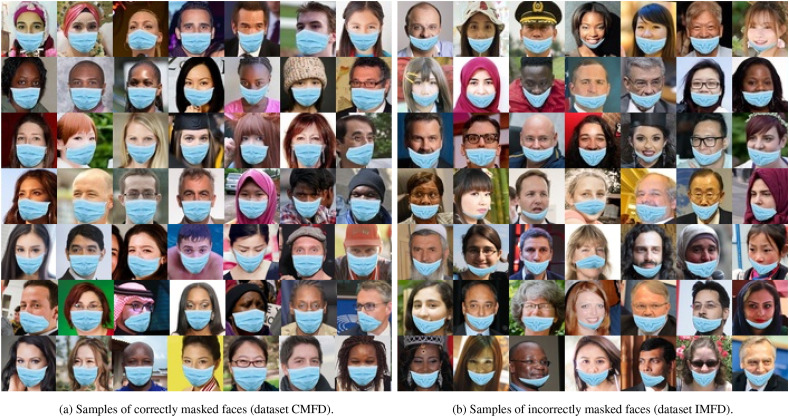 (a) Samples of correctly masked faces (dataset CMFD).
(b) Samples of incorrectly masked faces (dataset IMFD).